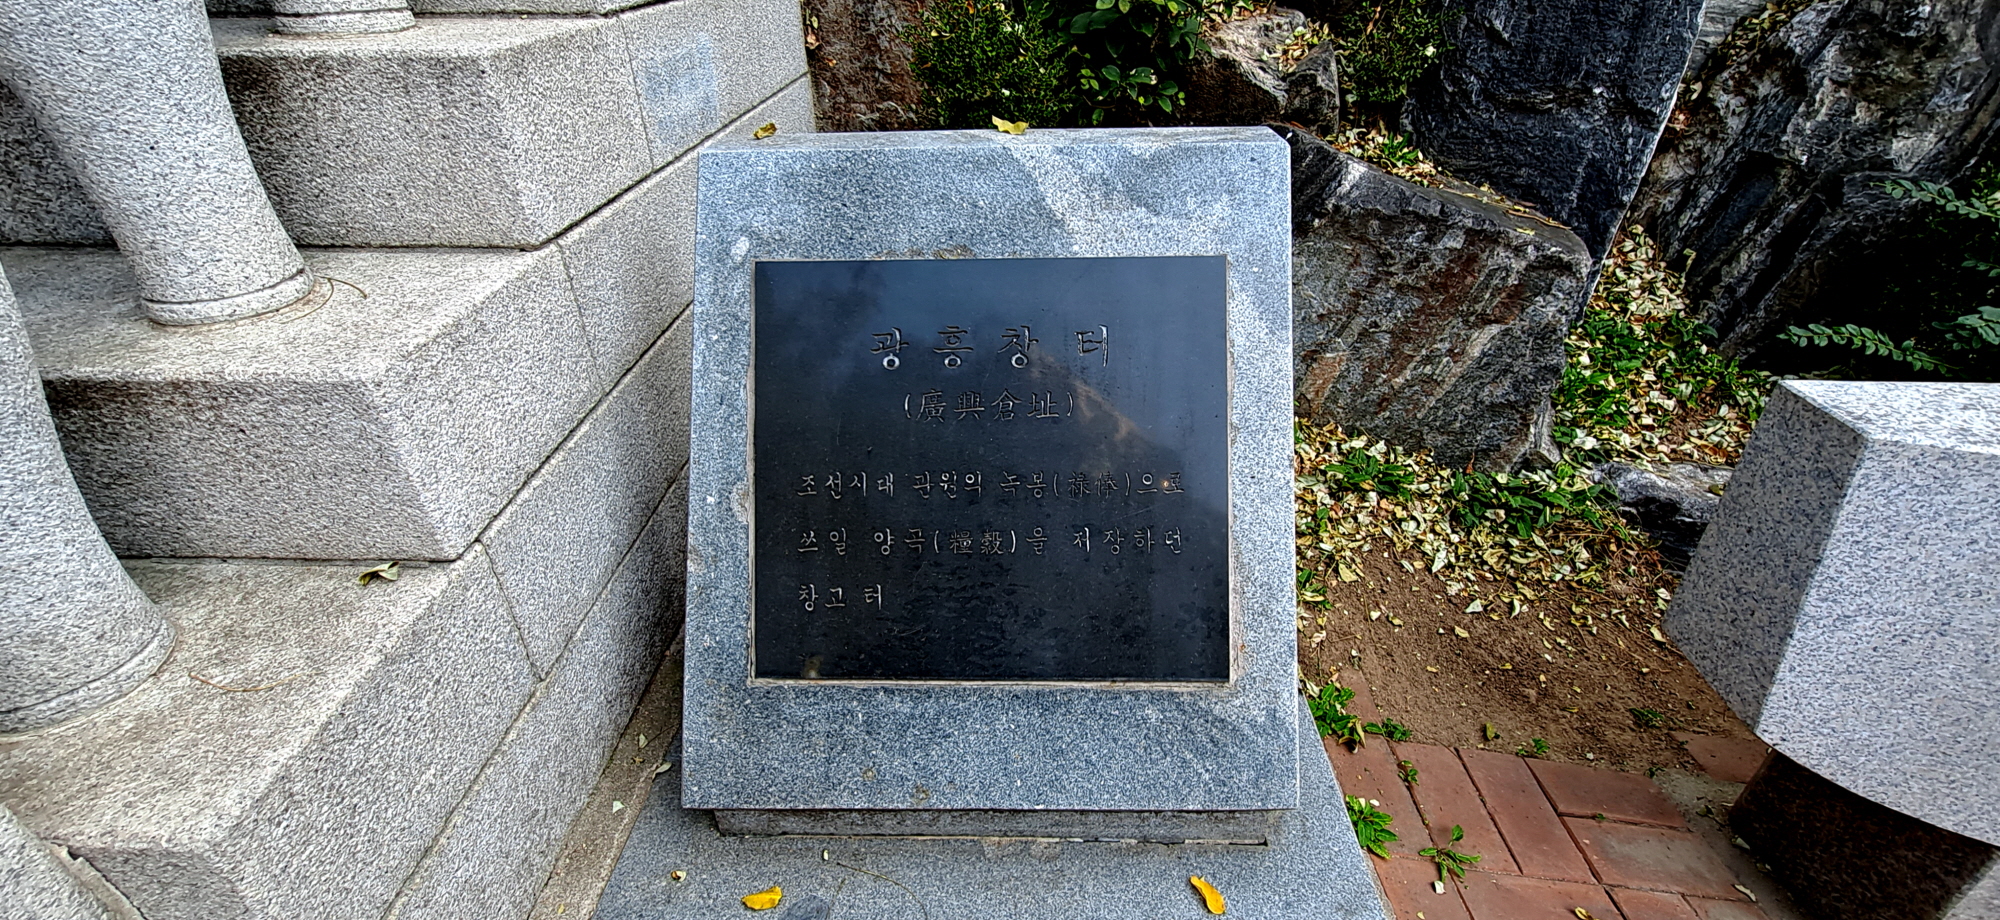 광흥창 터
(廣興倉址)
조선시대 관원의 녹봉(祿俸)으로
쓰일 양곡(糧穀)을 저장하던
창고 터